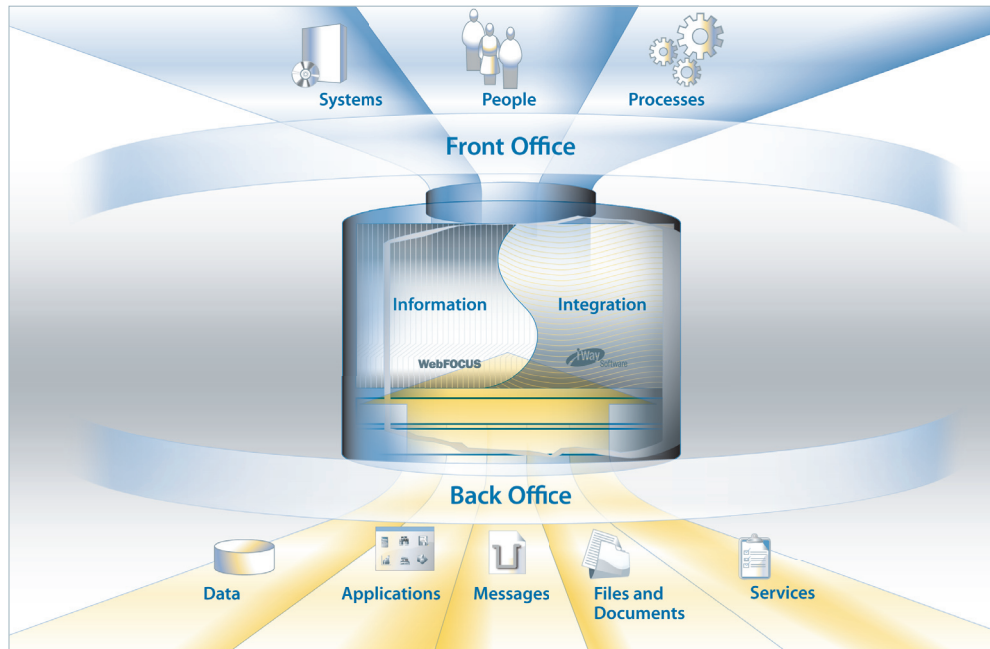 Systems
People
Processes
Front Office
Information
Integration
WebFOCUS
iWay
Software
Back Office
Data
Applications
Messages
Files and
Documents
Services